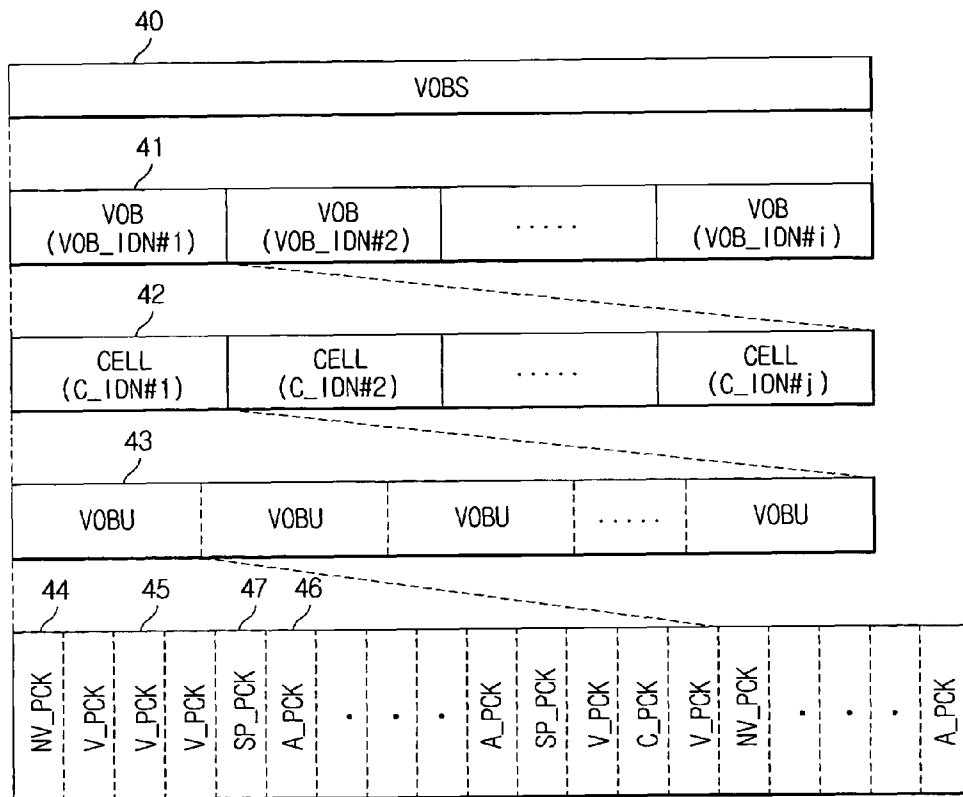 40
VOBS
41
VOB VOB ..... VOB
(VOB_IDN#1) (VOB_IDN#2) (VOB_IDN#i)
42
CELL CELL ..... CELL
(C_IDN#1) (C_IDN#2) (C_IDN#j)
43
VOBU VOBU VOBU ..... VOBU
44 45 47 46
NV_PCK V_PCK V_PCK V_PCK SP_PCK A_PCK . . . A_PCK SP_PCK V_PCK C_PCK V_PCK NV_PCK . . . A_PCK